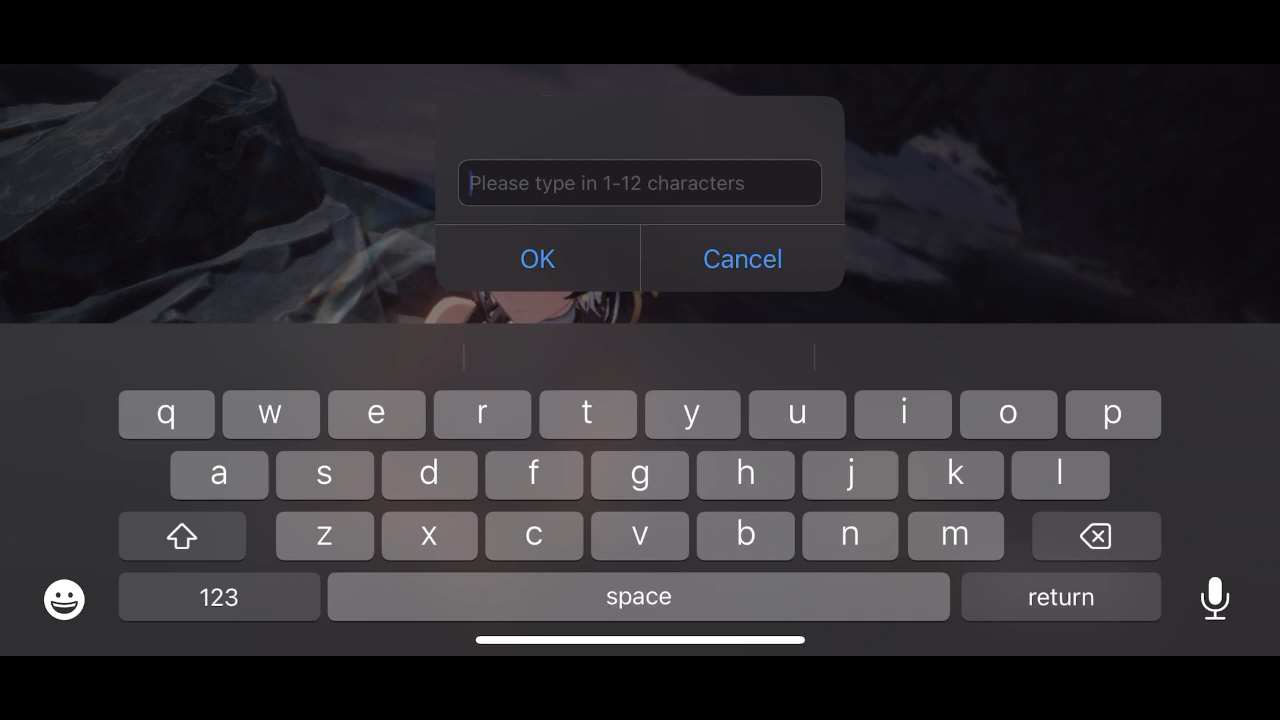 Please type in 1-12 characters
OK Cancel
q w e r t y u i o p
a s d f g h j k l
z x c v b n m
123 space return